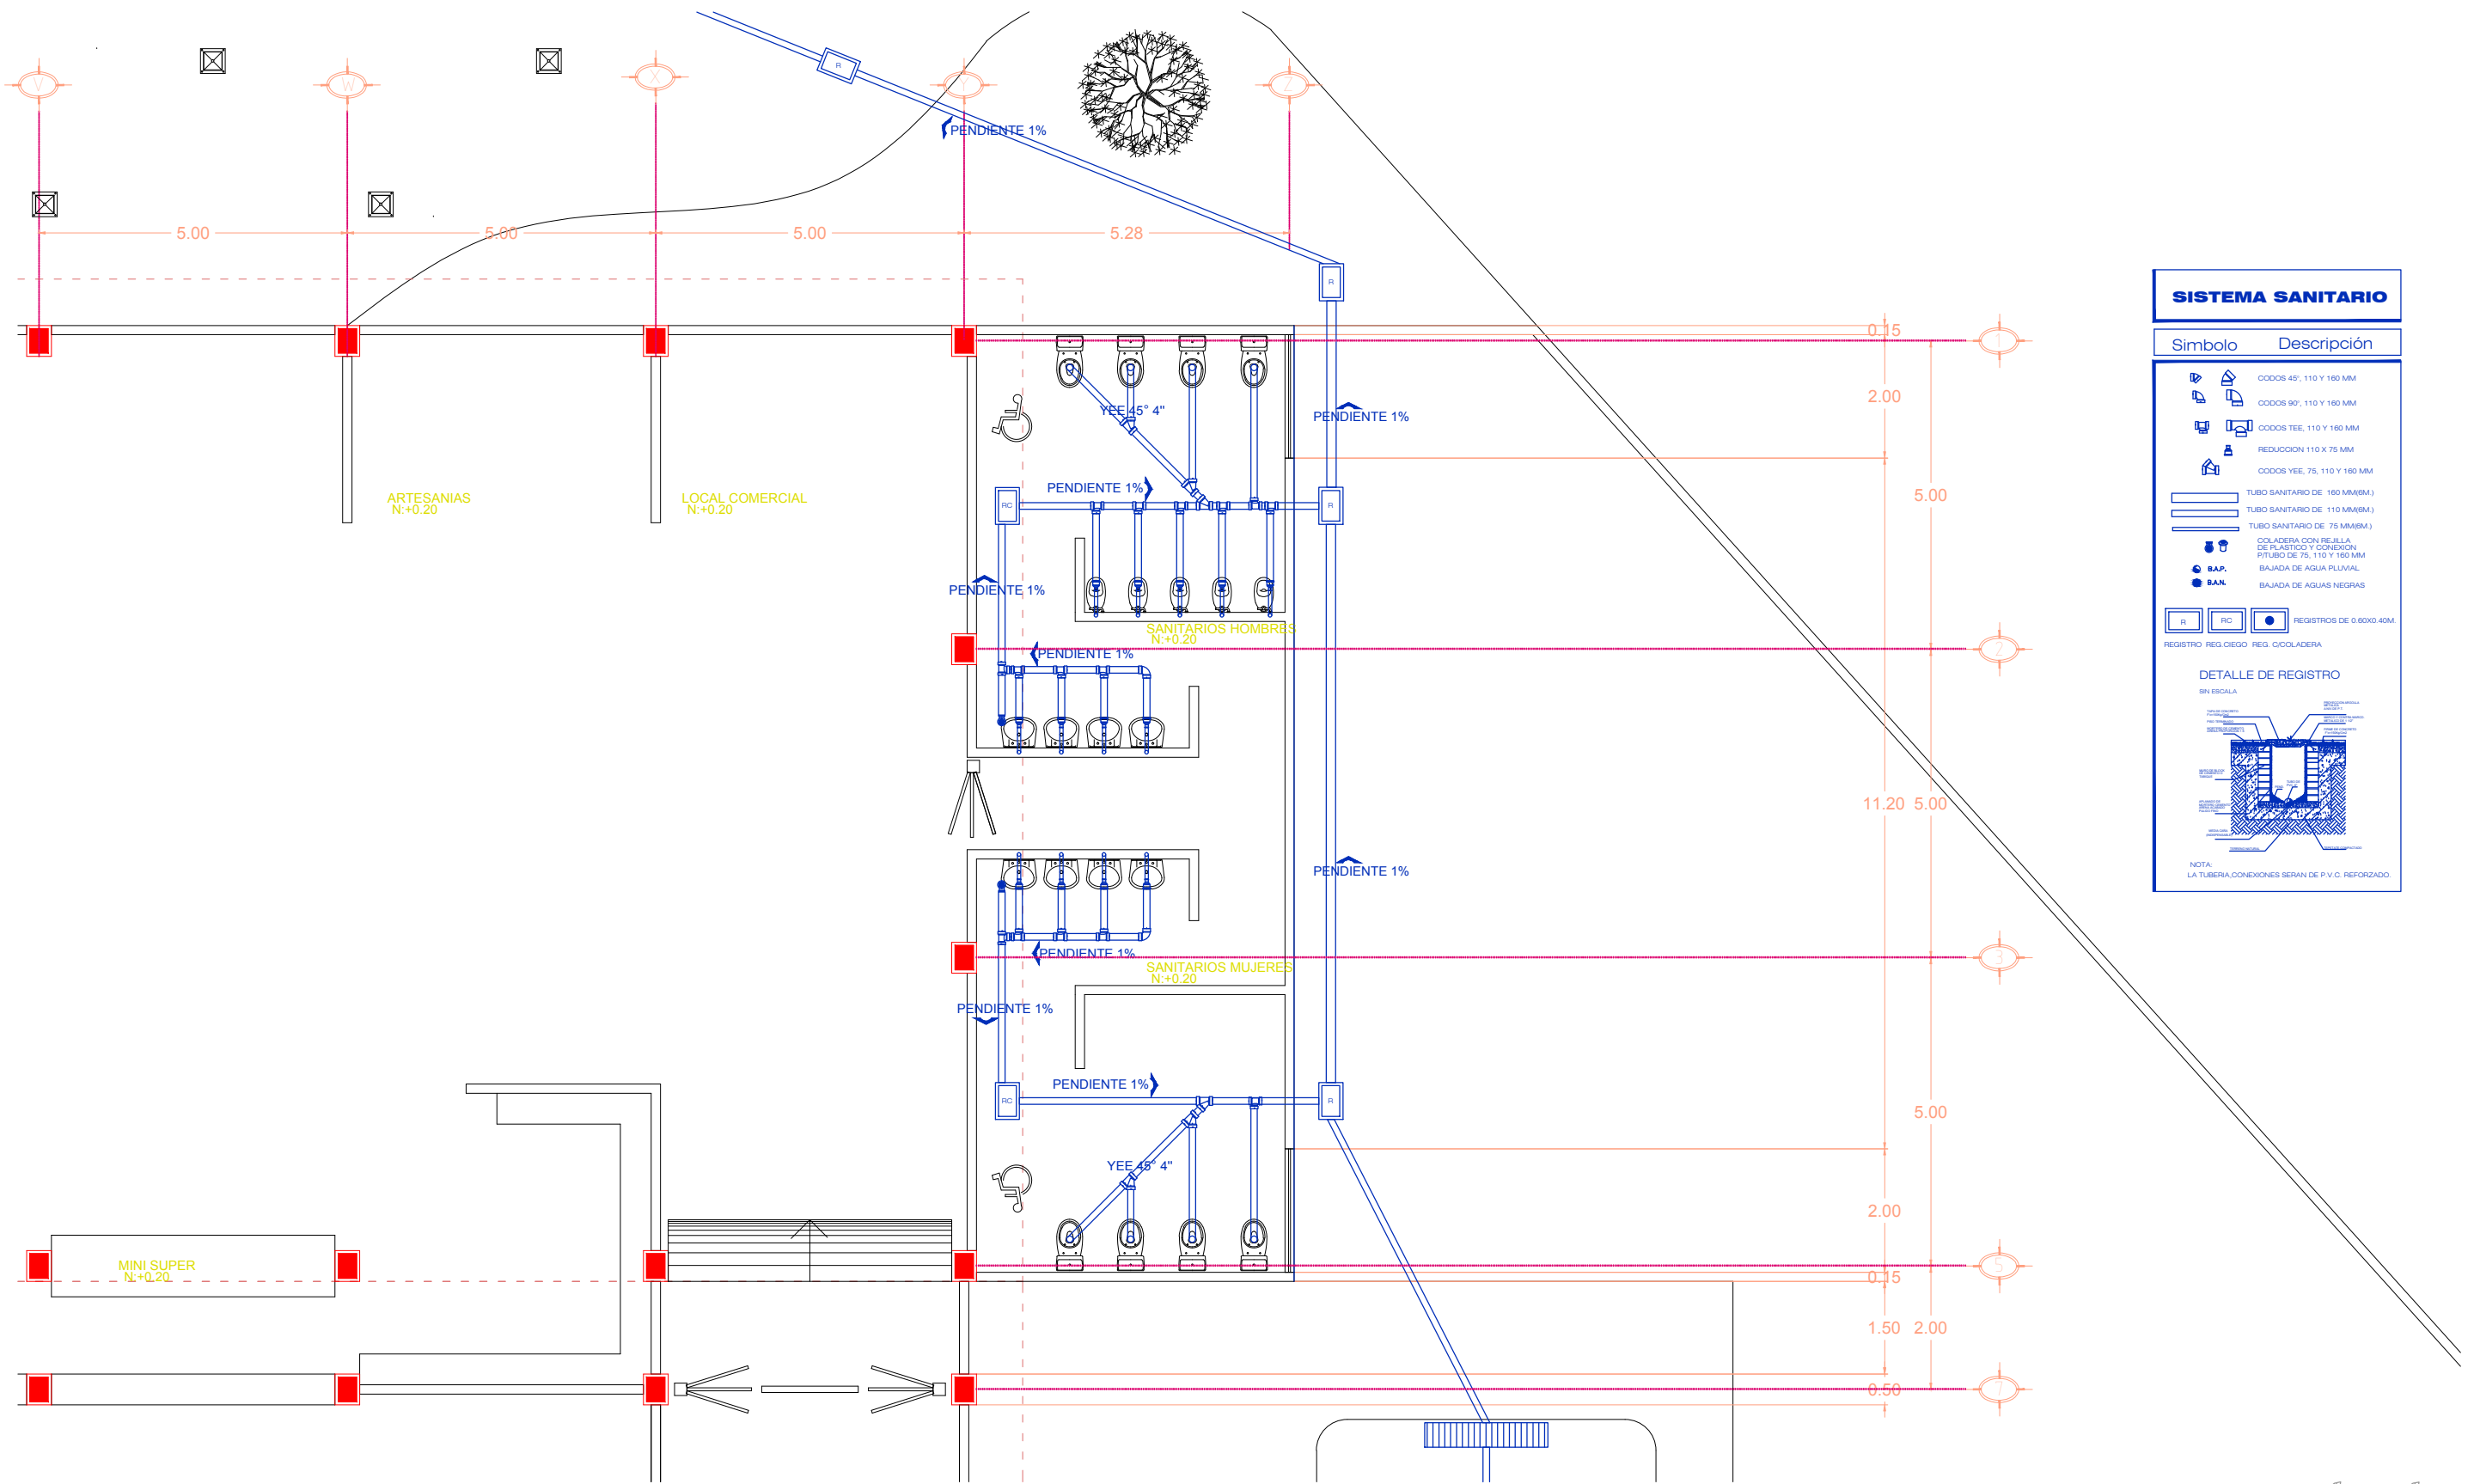 V
W
X
Y
Z
R
PENDIENTE 1%
5.00
5.00
5.00
5.28
R
0.15
1
2.00
YEE 45° 4"
PENDIENTE 1%
ARTESANIAS
N:+0.20
LOCAL COMERCIAL
N:+0.20
PENDIENTE 1%
RC
R
5.00
PENDIENTE 1%
SANITARIOS HOMBRES
N:+0.20
PENDIENTE 1%
2
11.20
5.00
PENDIENTE 1%
PENDIENTE 1%
SANITARIOS MUJERES
N:+0.20
3
PENDIENTE 1%
PENDIENTE 1%
RC
R
5.00
YEE 45° 4"
2.00
MINI SUPER
N:+0.20
5
0.15
1.50
2.00
0.50
7
SISTEMA SANITARIO
Simbolo Descripción
CODOS 45°, 110 Y 160 MM
CODOS 90°, 110 Y 160 MM
CODOS TEE, 110 Y 160 MM
REDUCCION 110 X 75 MM
CODOS YEE, 75, 110 Y 160 MM
TUBO SANITARIO DE 160 MM(6M.)
TUBO SANITARIO DE 110 MM(6M.)
TUBO SANITARIO DE 75 MM(6M.)
COLADERA CON REJILLA
DE PLASTICO Y CONEXION
P/TUBO DE 75, 110 Y 160 MM
B.A.P. BAJADA DE AGUA PLUVIAL
B.A.N. BAJADA DE AGUAS NEGRAS
R RC REGISTROS DE 0.60X0.40M.
REGISTRO REG.CIEGO REG. C/COLADERA
DETALLE DE REGISTRO
SIN ESCALA
NOTA:
LA TUBERIA,CONEXIONES SERAN DE P.V.C. REFORZADO.